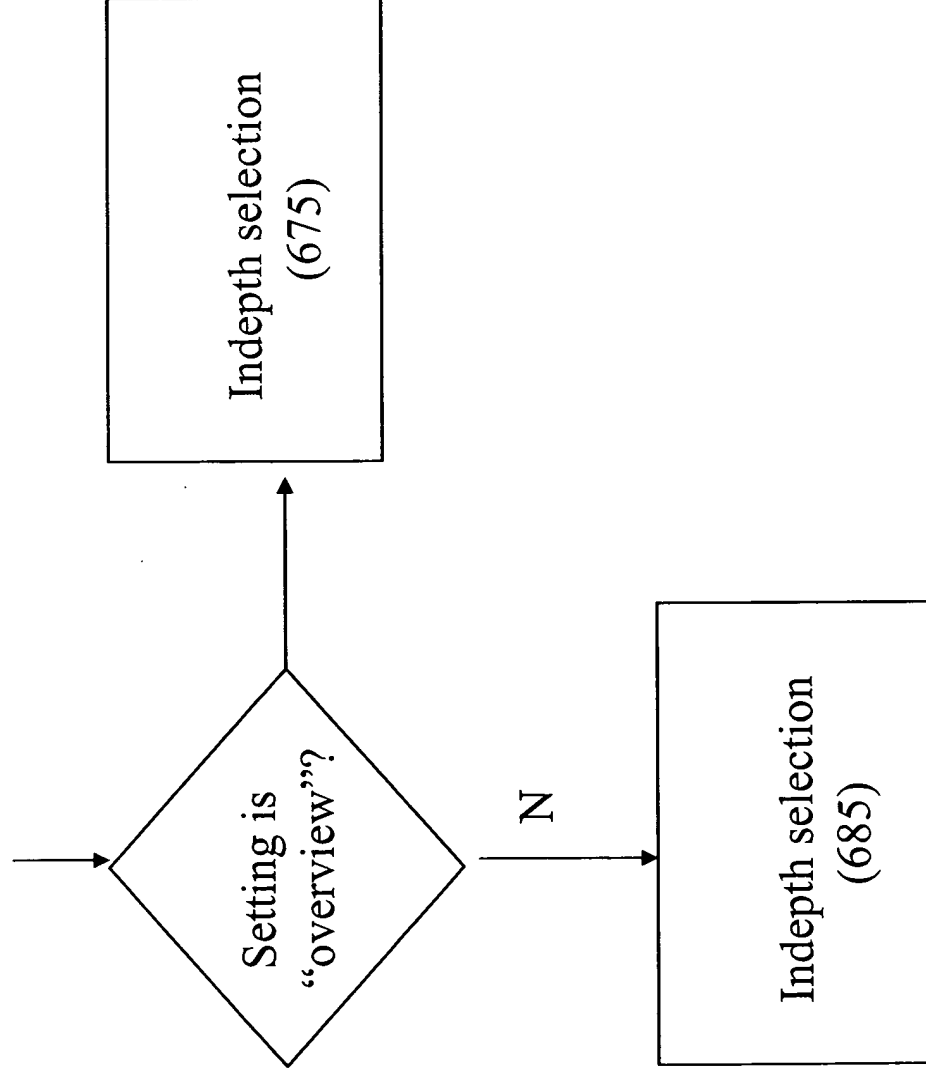 Setting is
“overview”?
N
Indepth selection
(675)
Indepth selection
(685)